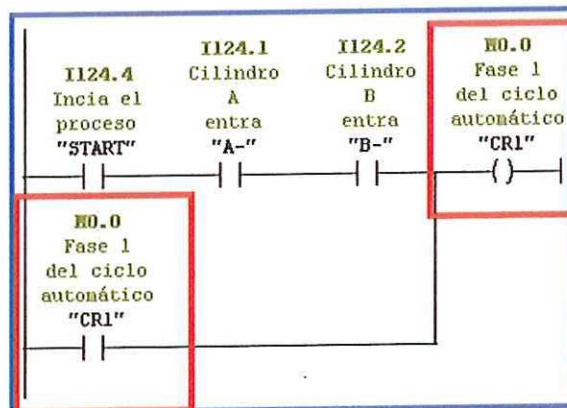 I124.4
Incia el
proceso
"START"
I124.1
Cilindro
A
entra
"A-"
I124.2
Cilindro
B
entra
"B-"
M0.0
Fase 1
del ciclo
automático
"CR1"
M0.0
Fase 1
del ciclo
automático
"CR1"